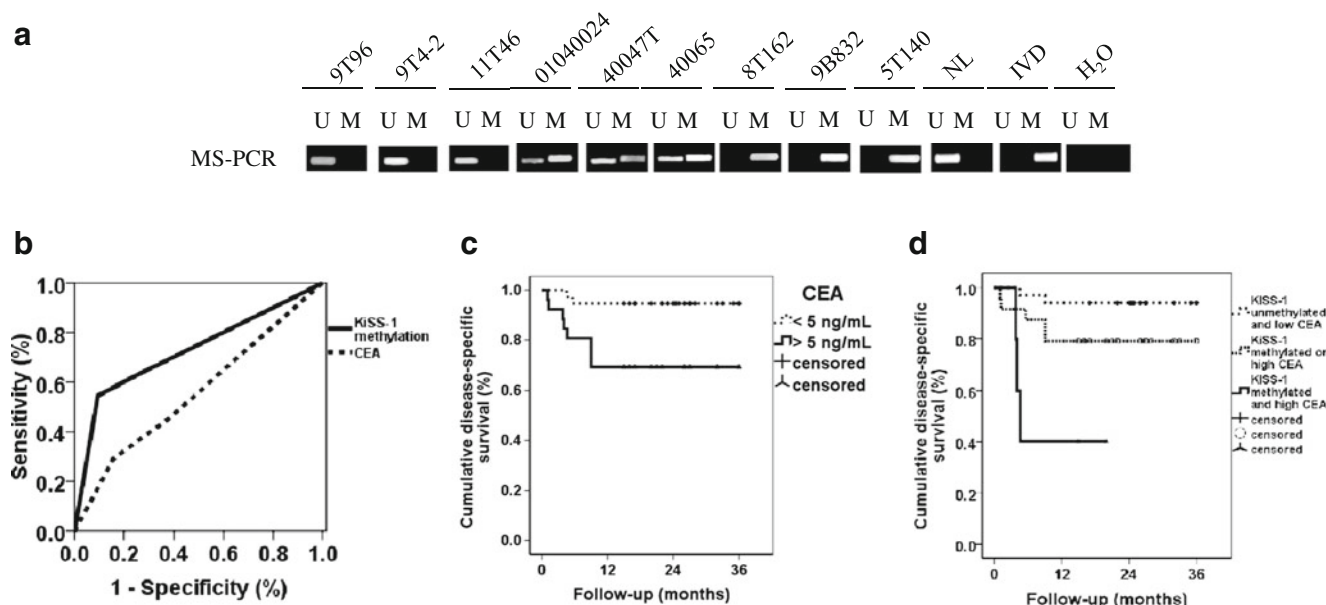 a
9T96 9T4-2 11T46 01040024 40047T 40065 8T162 9B832 5T140 NL IVD H₂O
U M U M U M U M U M U M U M U M U M U M U M U M
MS-PCR
b
1.0
0.8
0.6
0.4
0.2
0.0
Sensitivity (%)
0.0 0.2 0.4 0.6 0.8 1.0
1 - Specificity (%)
KiSS-1
methylation
CEA
c
1.0
0.8
0.6
0.4
0.2
0.0
Cumulative disease-specific
survival (%)
0 12 24 36
Follow-up (months)
CEA
< 5 ng/mL
> 5 ng/mL
censored
censored
d
1.0
0.8
0.6
0.4
0.2
0.0
Cumulative disease-specific
survival (%)
0 12 24 36
Follow-up (months)
KISS-1
unmethylated
and low CEA
KiSS-1
methylated or
high CEA
KISS-1
methylated
and high CEA
censored
censored
censored